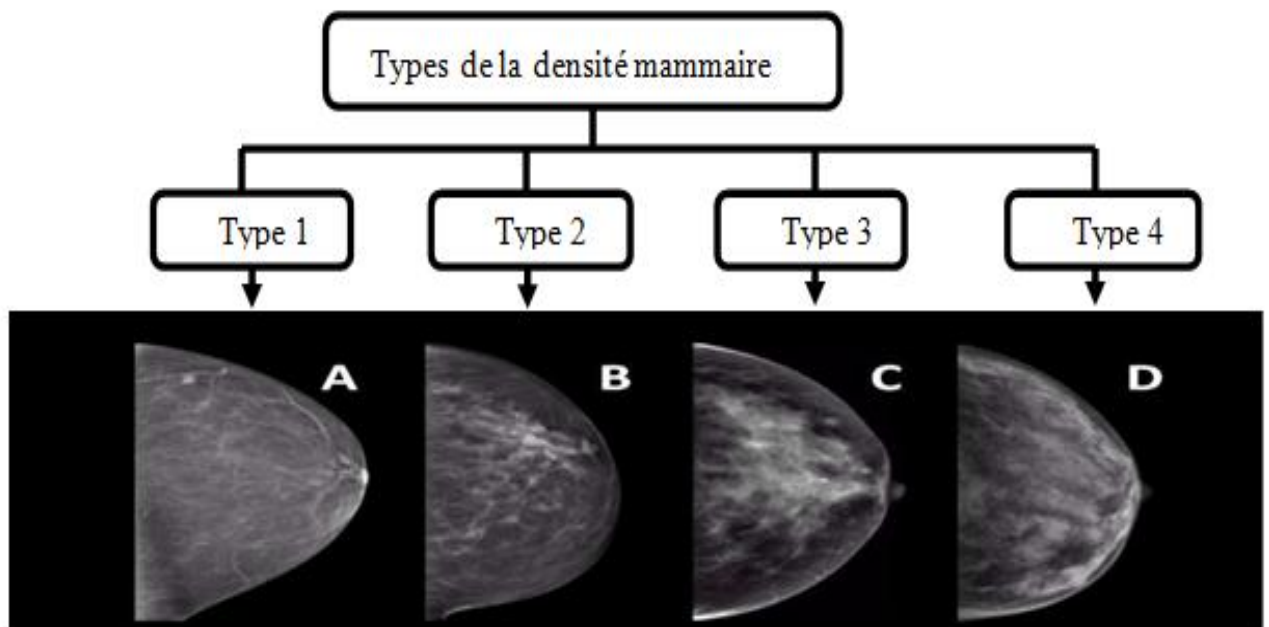 Types de la densité mammaire
Type 1
Type 2
Type 3
Type 4
A
B
C
D